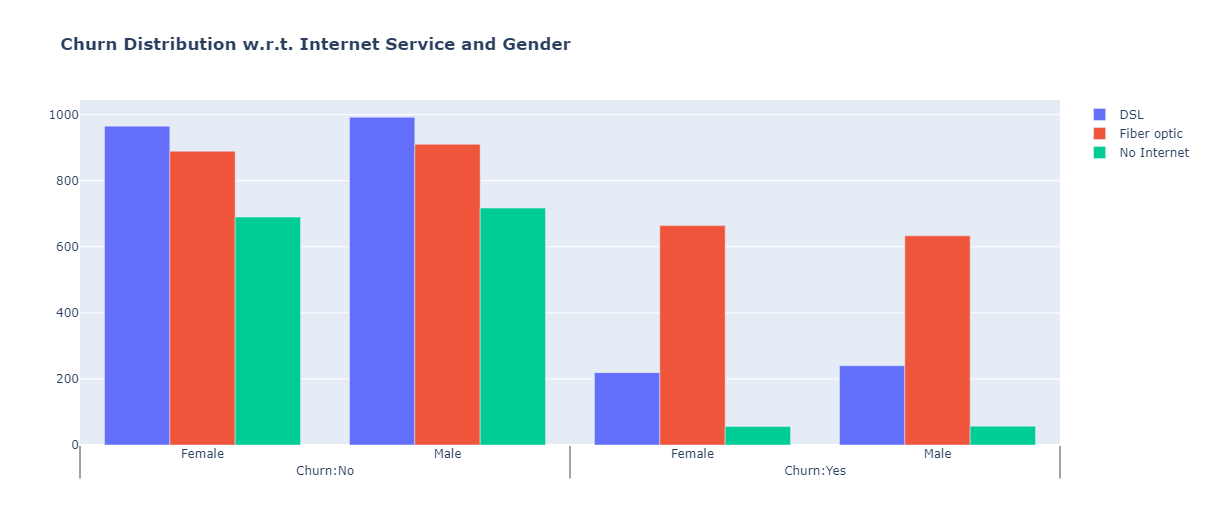 Churn Distribution w.r.t. Internet Service and Gender
1000
800
600
400
200
0
Female Male Female Male
Churn:No Churn:Yes
DSL
Fiber optic
No Internet